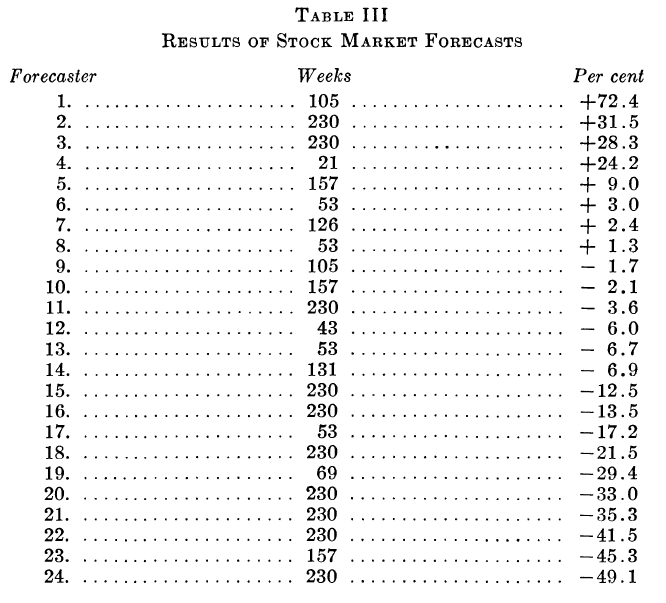 TABLE III
RESULTS OF STOCK MARKET FORECASTS
Forecaster Weeks Per cent
1. 105 +72.4
2. 230 +31.5
3. 230 +28.3
4. 21 +24.2
5. 157 + 9.0
6. 53 + 3.0
7. 126 + 2.4
8. 53 + 1.3
9. 105 − 1.7
10. 157 − 2.1
11. 230 − 3.6
12. 43 − 6.0
13. 53 − 6.7
14. 131 − 6.9
15. 230 −12.5
16. 230 −13.5
17. 53 −17.2
18. 230 −21.5
19. 69 −29.4
20. 230 −33.0
21. 230 −35.3
22. 230 −41.5
23. 157 −45.3
24. 230 −49.1